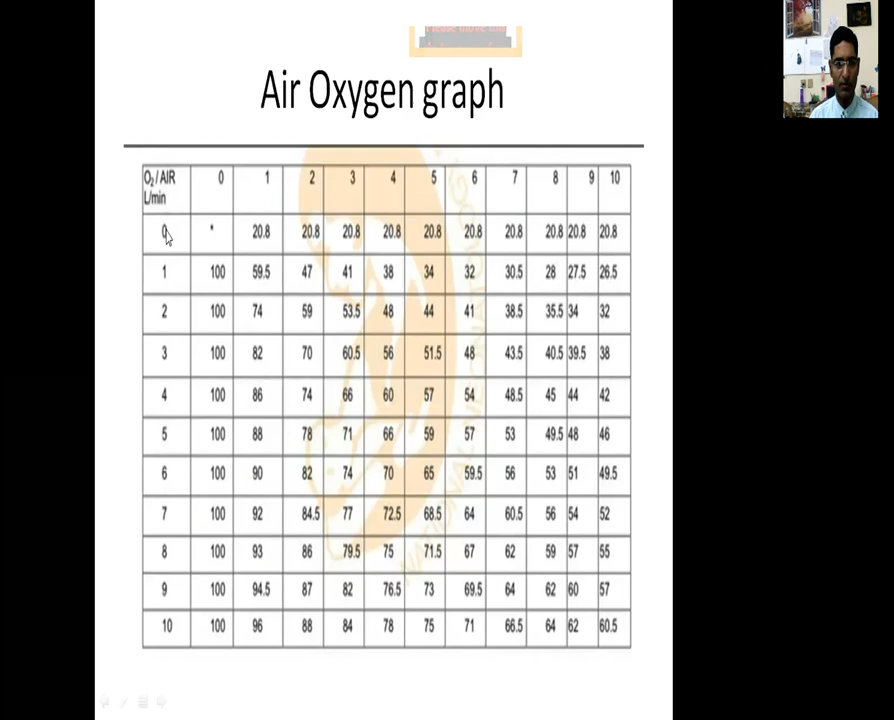 Please move this
Air Oxygen graph
O₂ / AIR 0 1 2 3 4 5 6 7 8 9 10
L/min
0 * 20.8 20.8 20.8 20.8 20.8 20.8 20.8 20.8 20.8 20.8
1 100 59.5 47 41 38 34 32 30.5 28 27.5 26.5
2 100 74 59 53.5 48 44 41 38.5 35.5 34 32
3 100 82 70 60.5 56 51.5 48 43.5 40.5 39.5 38
4 100 86 74 66 60 57 54 48.5 45 44 42
5 100 88 78 71 66 59 57 53 49.5 48 46
6 100 90 82 74 70 65 59.5 56 53 51 49.5
7 100 92 84.5 77 72.5 68.5 64 60.5 56 54 52
8 100 93 86 79.5 75 71.5 67 62 59 57 55
9 100 94.5 87 82 76.5 73 69.5 64 62 60 57
10 100 96 88 84 78 75 71 66.5 64 62 60.5